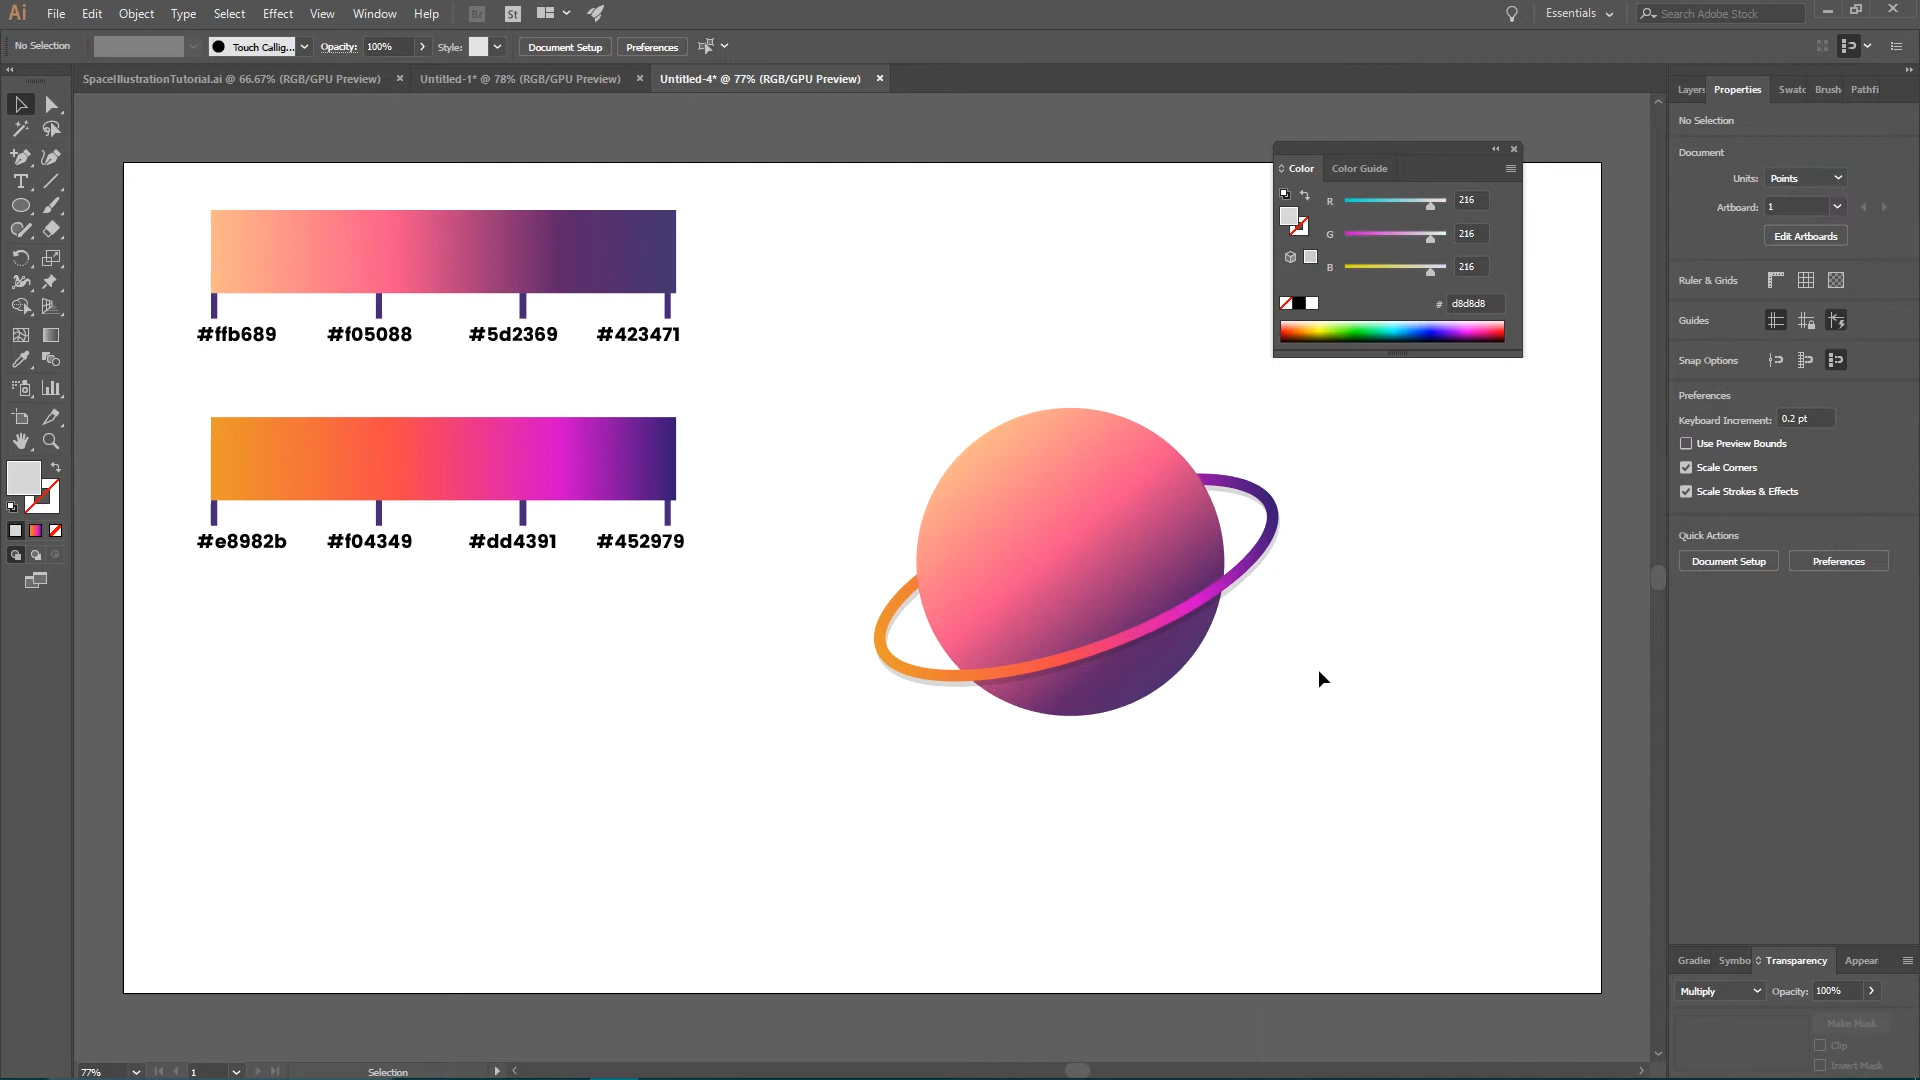 Ai File Edit Object Type Select Effect View Window Help Br St Essentials Search Adobe Stock
No Selection Touch Callig... Opacity: 100% Style: Document Setup Preferences
SpaceIllustrationTutorial.ai @ 66.67% (RGB/GPU Preview) × Untitled-1* @ 78% (RGB/GPU Preview) × Untitled-4* @ 77% (RGB/GPU Preview) ×
#ffb689 #f05088 #5d2369 #423471
#e8982b #f04349 #dd4391 #452979
Color Color Guide
R 216
G 216
B 216
# d8d8d8
Layers Properties Swatc Brush Pathfi
No Selection
Document
Units: Points
Artboard: 1
Edit Artboards
Ruler & Grids
Guides
Snap Options
Preferences
Keyboard Increment: 0.2 pt
Use Preview Bounds
Scale Corners
Scale Strokes & Effects
Quick Actions
Document Setup Preferences
Gradie Symbo Transparency Appear
Multiply Opacity: 100%
Make Mask
Clip
Invert Mask
77% 1 Selection